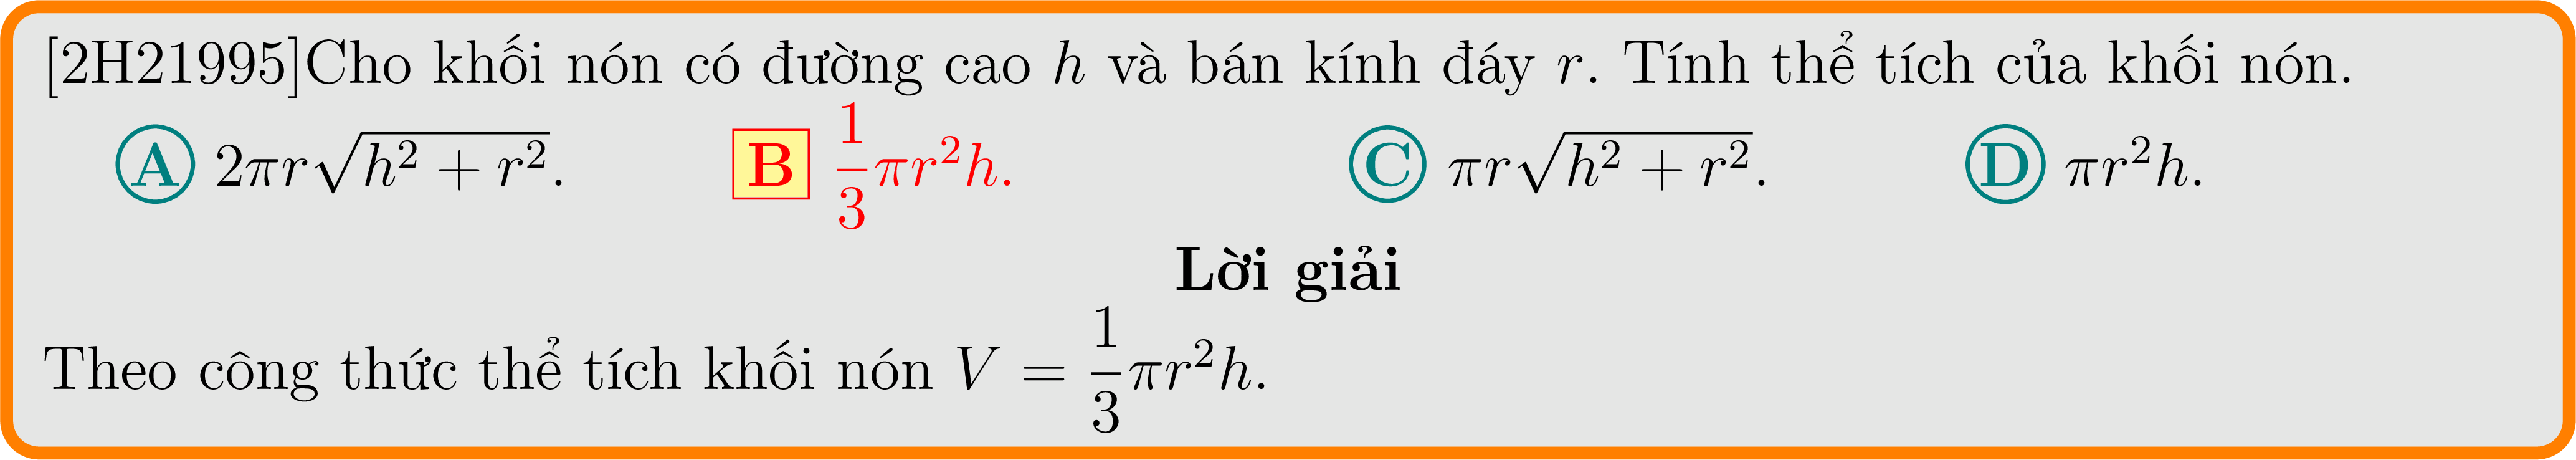 [2H21995]Cho khối nón có đường cao h và bán kính đáy r. Tính thể tích của khối nón.
A 2πr√(h² + r²). B 1/3 πr²h. C πr√(h² + r²). D πr²h.
Lời giải
Theo công thức thể tích khối nón V = 1/3 πr²h.